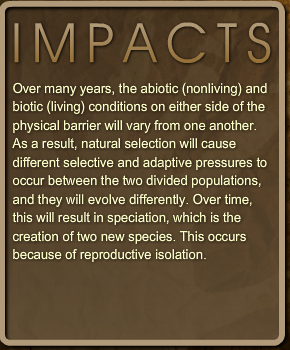 IMPACTS
Over many years, the abiotic (nonliving) and
biotic (living) conditions on either side of the
physical barrier will vary from one another.
As a result, natural selection will cause
different selective and adaptive pressures to
occur between the two divided populations,
and they will evolve differently. Over time,
this will result in speciation, which is the
creation of two new species. This occurs
because of reproductive isolation.